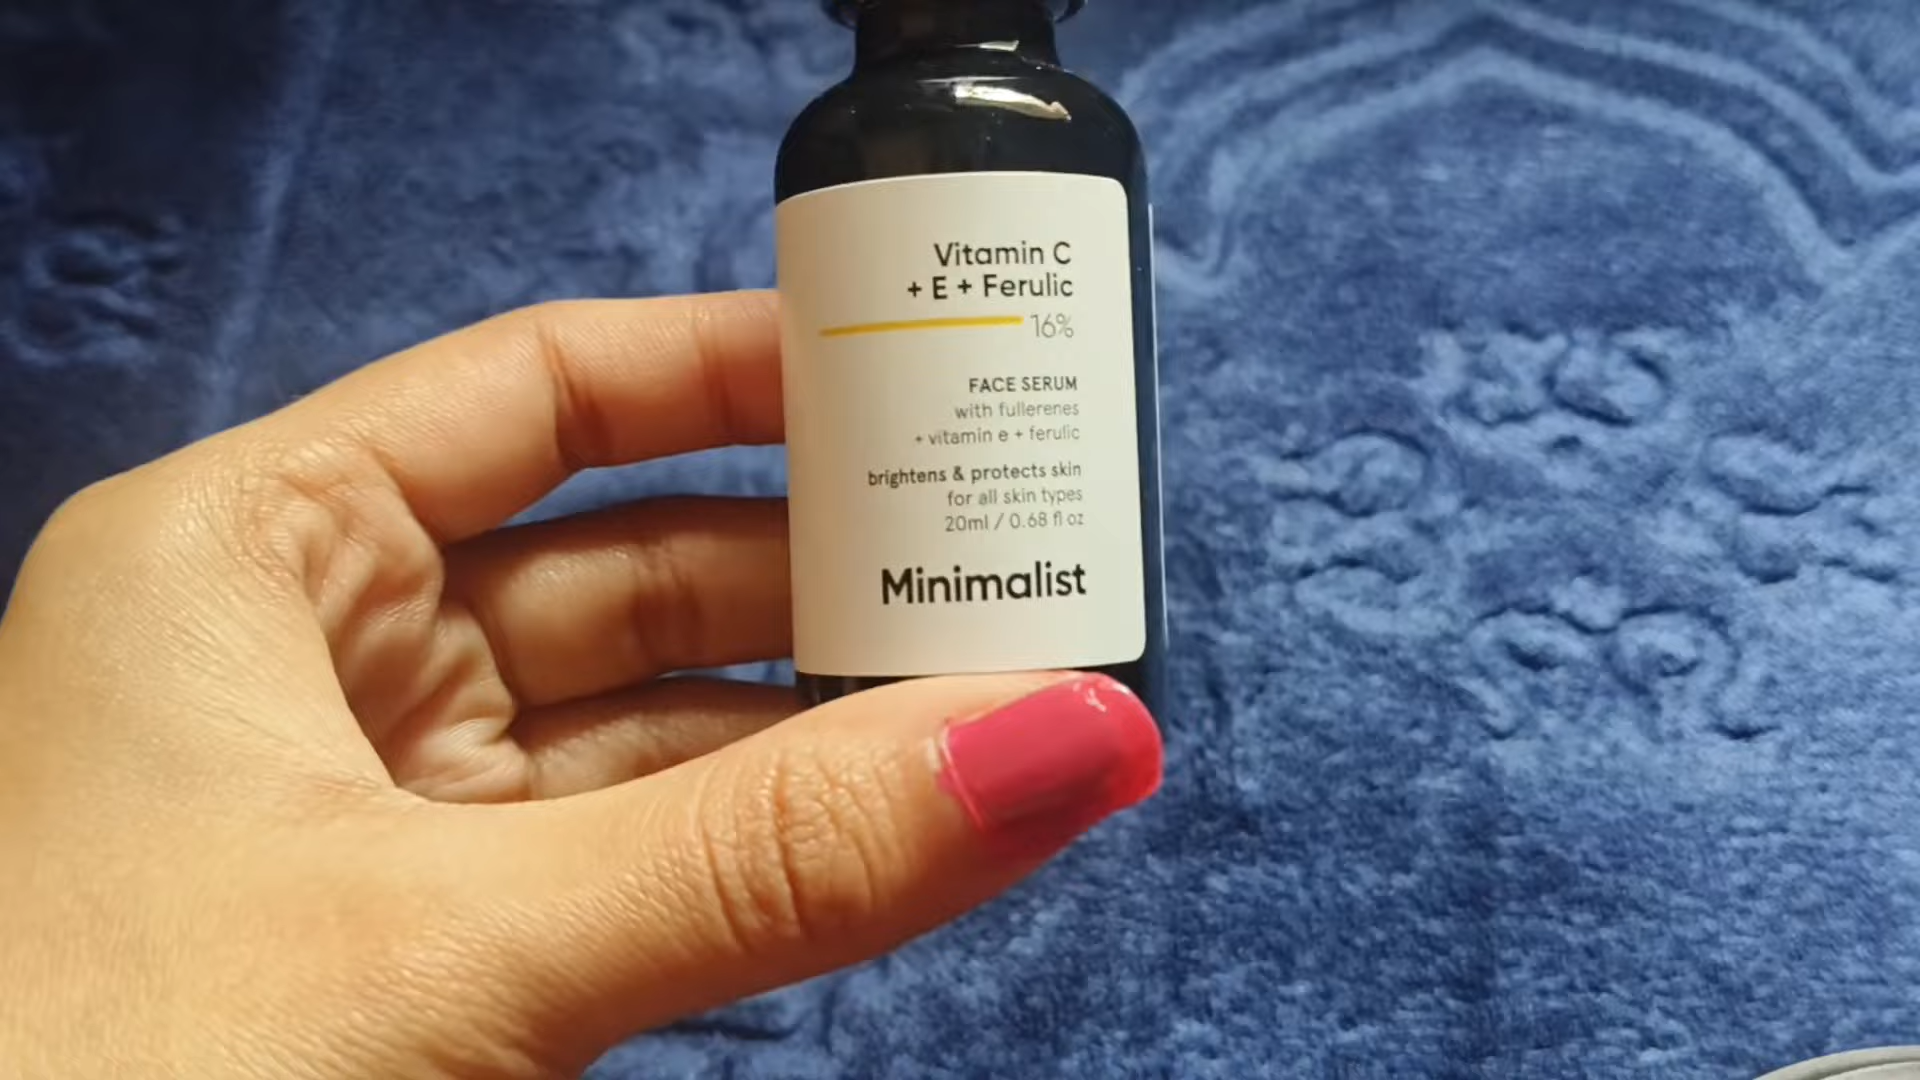 Vitamin C
+ E + Ferulic
16%
FACE SERUM
with fullerenes
+ vitamin e + ferulic
brightens & protects skin
for all skin types
20ml / 0.68 fl oz
Minimalist